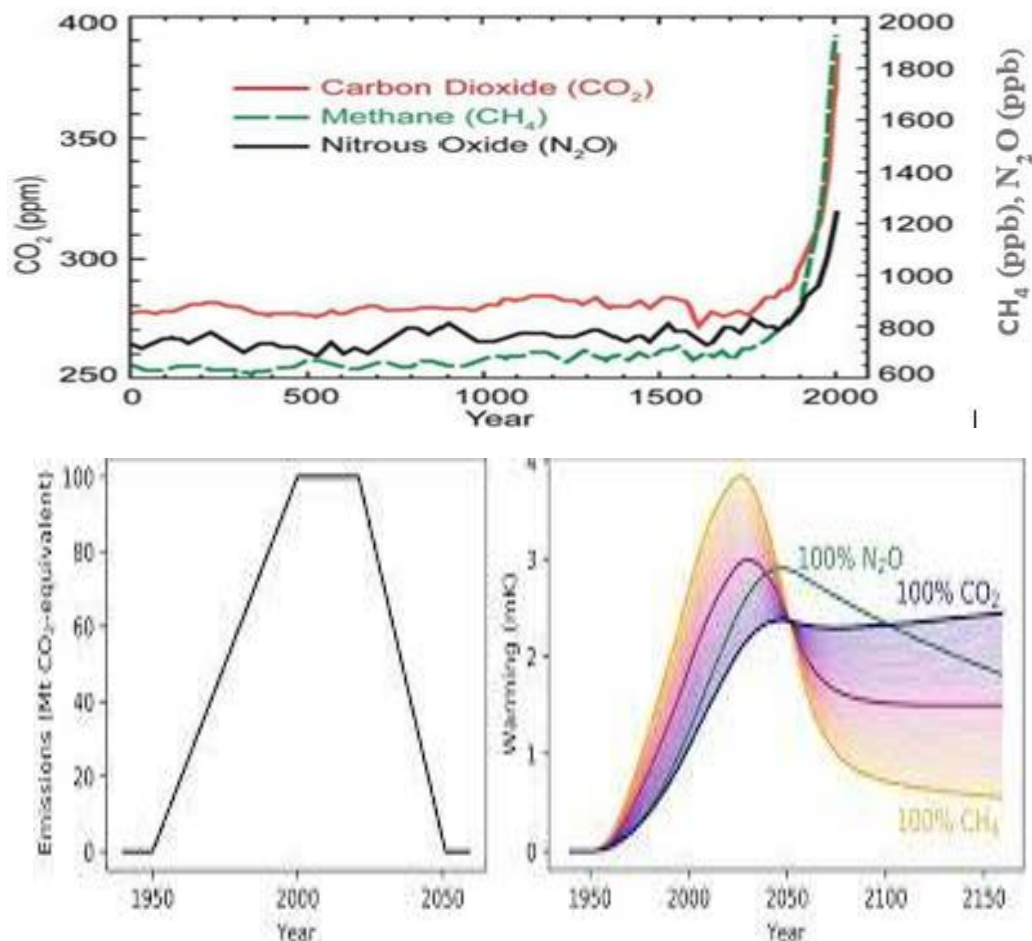 400
350
300
250
CO₂ (ppm)
Carbon Dioxide (CO₂)
Methane (CH₄)
Nitrous Oxide (N₂O)
2000
1800
1600
1400
1200
1000
800
600
CH₄ (ppb), N₂O (ppb)
0 500 1000 1500 2000
Year
100
80
60
40
20
0
Emissions (Mt CO₂-equivalent)
1950 2000 2050
Year
4
3
2
1
0
Warming (mK)
100% N₂O
100% CO₂
100% CH₄
1950 2000 2050 2100 2150
Year